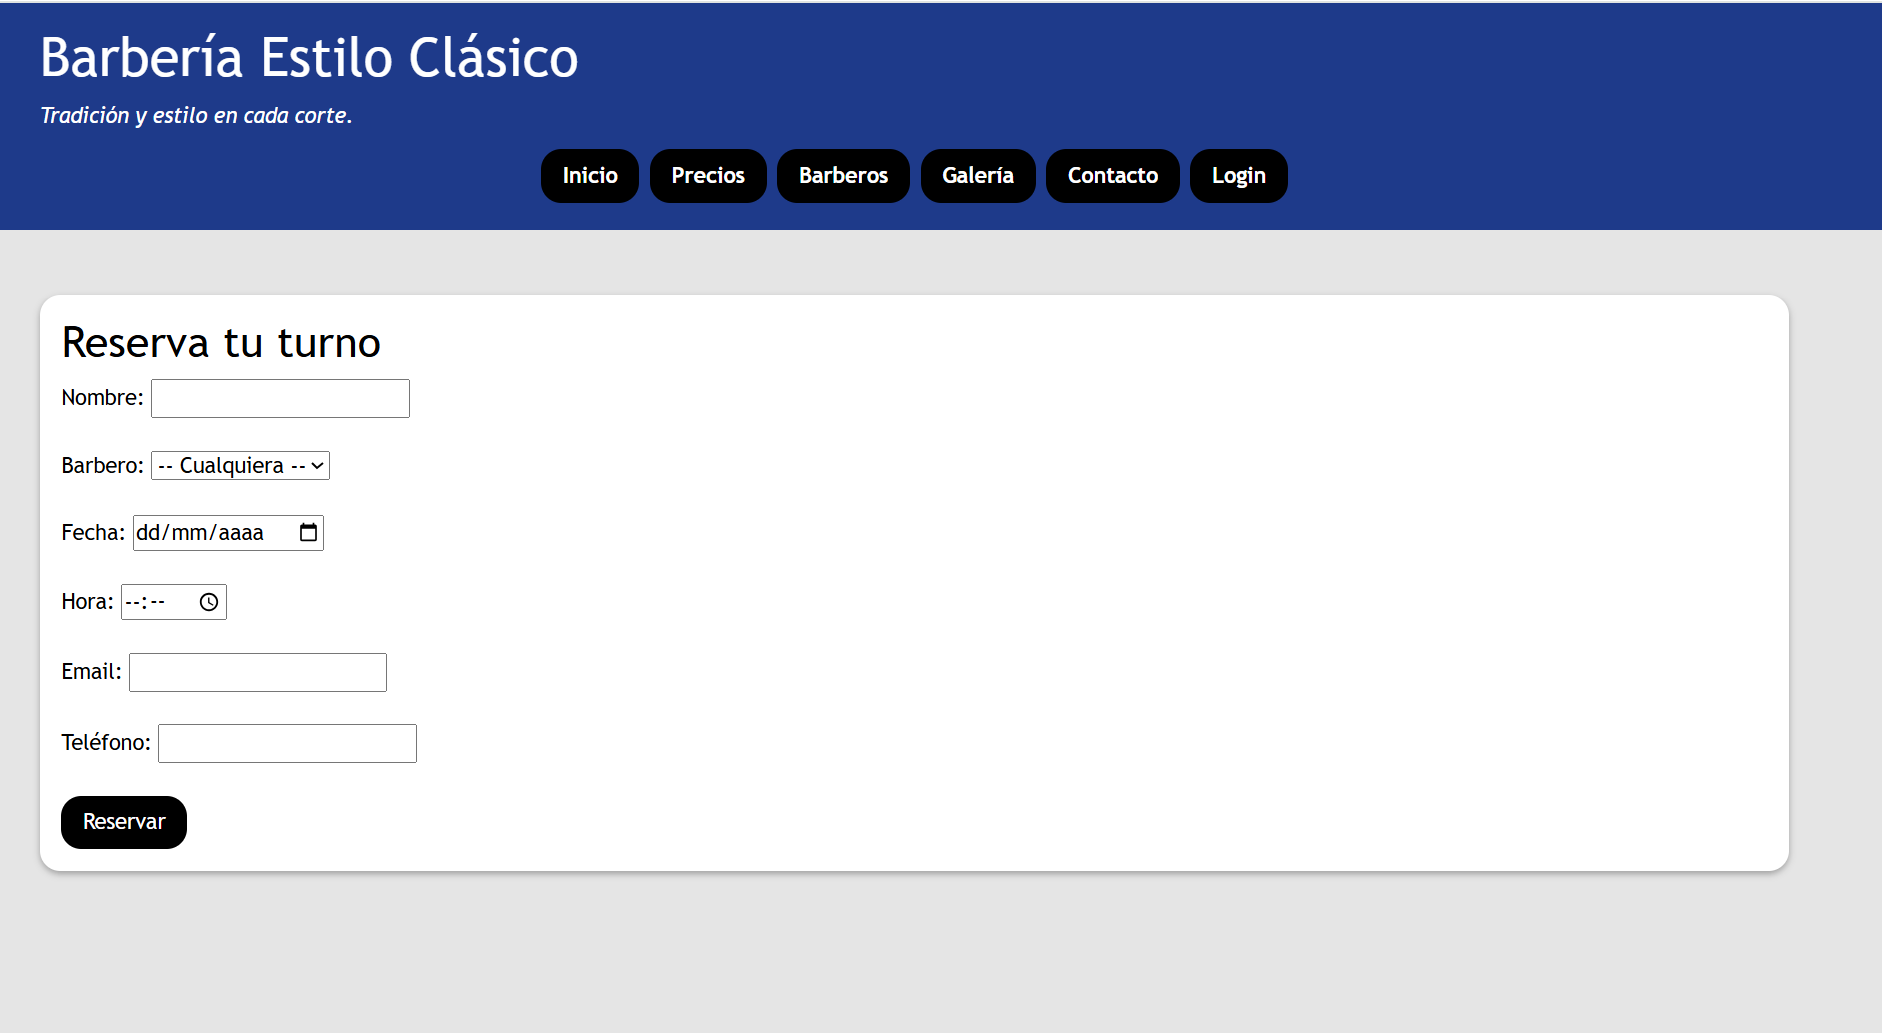 Barbería Estilo Clásico
Tradición y estilo en cada corte.
Inicio Precios Barberos Galería Contacto Login
Reserva tu turno
Nombre:
Barbero: -- Cualquiera --
Fecha: dd/mm/aaaa
Hora: --:--
Email:
Teléfono:
Reservar